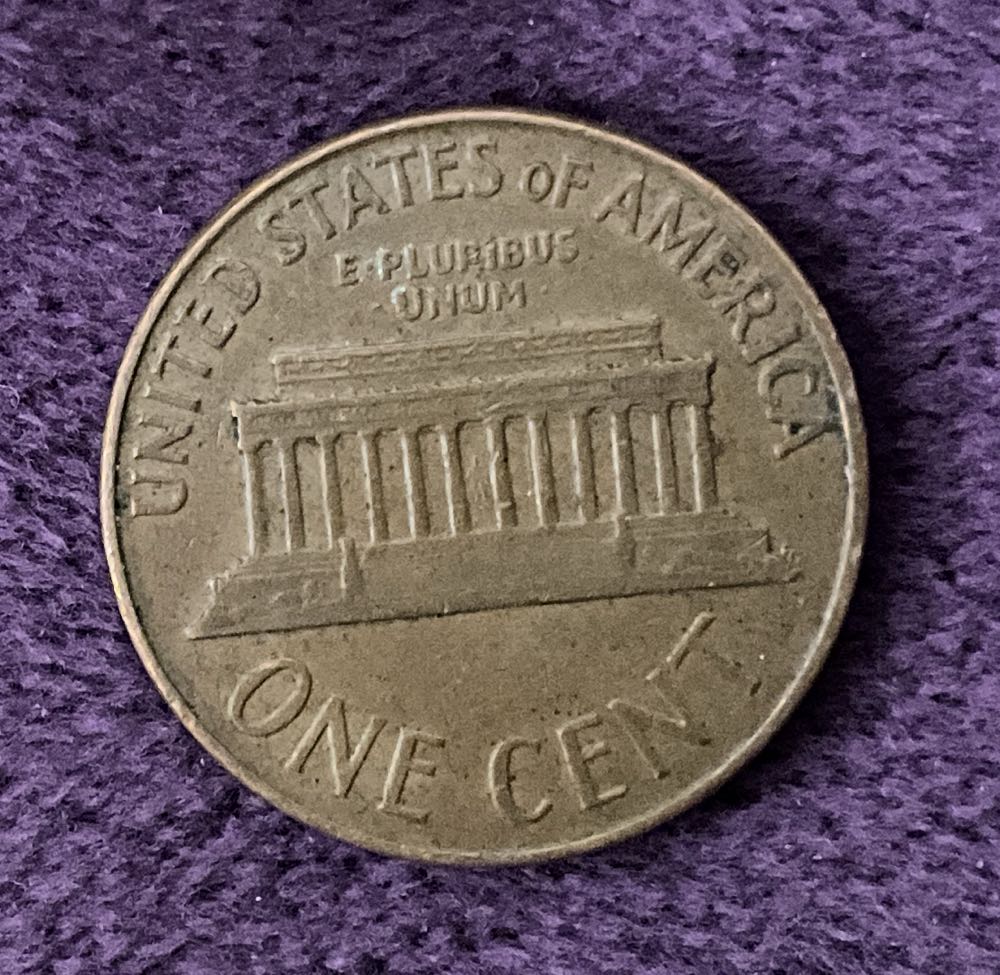 UNITED STATES OF AMERICA
E·PLURIBUS
·UNUM·
ONE CENT